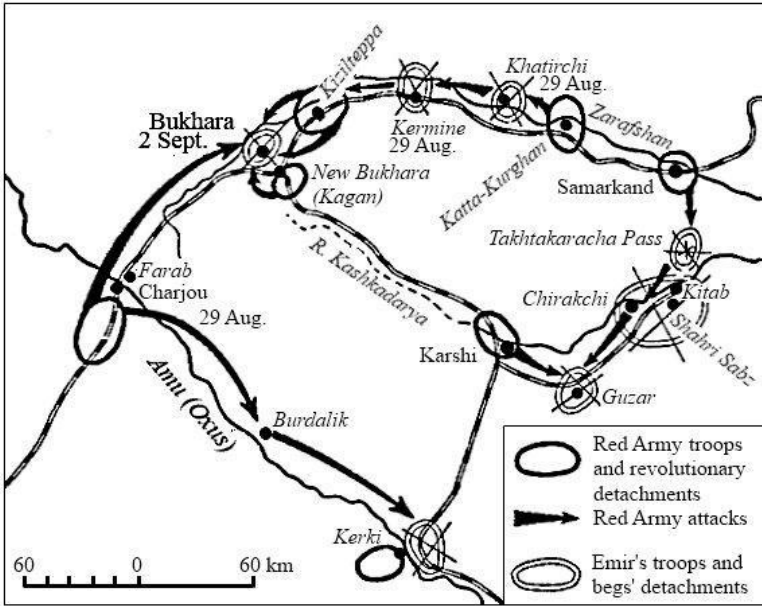 Khatirchi
29 Aug.
Kizilteppa
Zarafshan
Bukhara
2 Sept.
Kermine
29 Aug.
New Bukhara
(Kagan)
Katta-Kurghan
Samarkand
Takhtakaracha Pass
Farab
Charjou
29 Aug.
R. Kashkadarya
Chirakchi
Kitab
Shahri Sabz
Karshi
Guzar
Amu (Oxus)
Burdalik
Kerki
60 0 60 km
Red Army troops
and revolutionary
detachments
Red Army attacks
Emir's troops and
begs' detachments